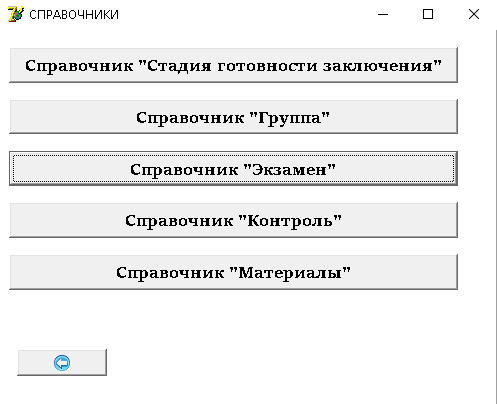 СПРАВОЧНИКИ
Справочник "Стадия готовности заключения"
Справочник "Группа"
Справочник "Экзамен"
Справочник "Контроль"
Справочник "Материалы"